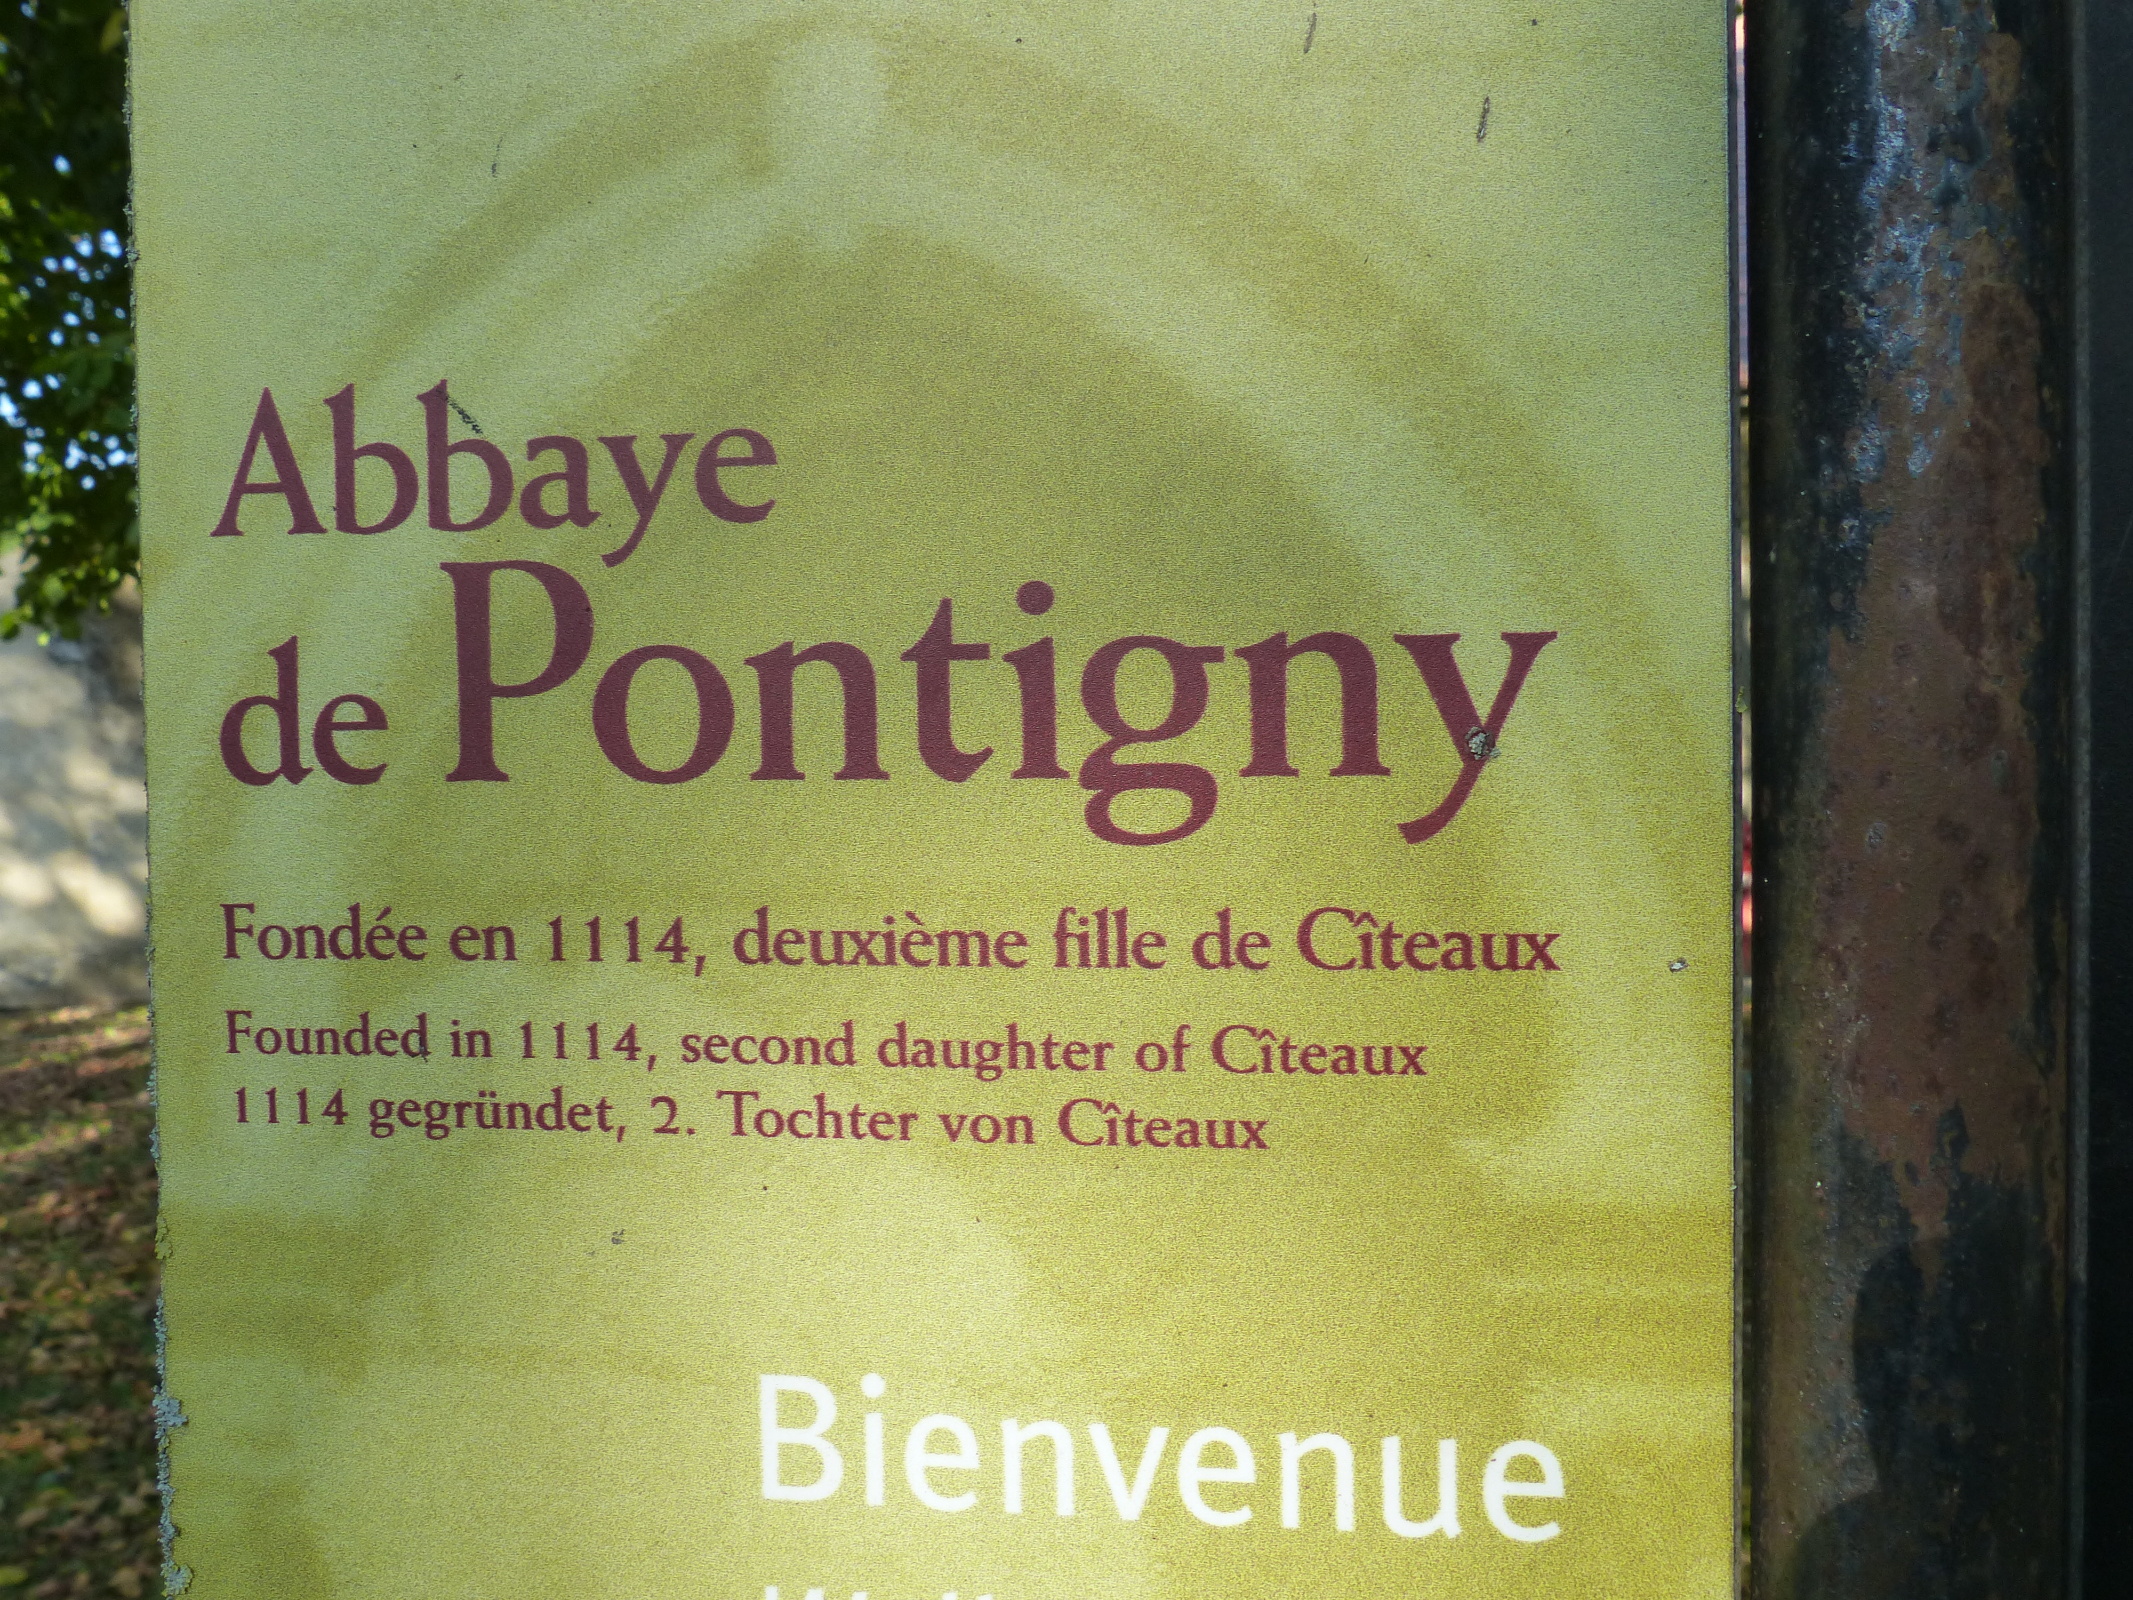 Abbaye
de Pontigny
Fondée en 1114, deuxième fille de Cîteaux
Founded in 1114, second daughter of Cîteaux
1114 gegründet, 2. Tochter von Cîteaux
Bienvenue